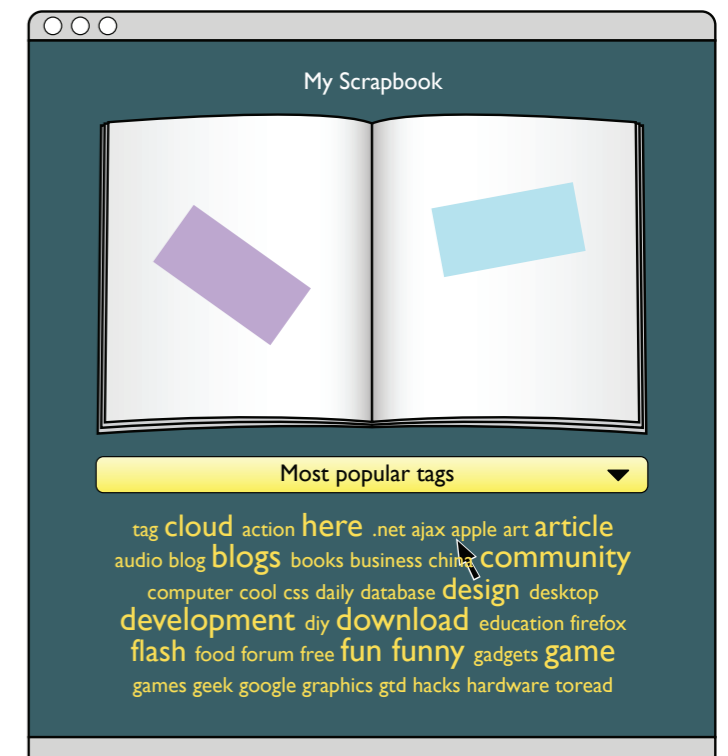 My Scrapbook
Most popular tags
tag cloud action here .net ajax apple art article
audio blog blogs books business china community
computer cool css daily database design desktop
development diy download education firefox
flash food forum free fun funny gadgets game
games geek google graphics gtd hacks hardware toread